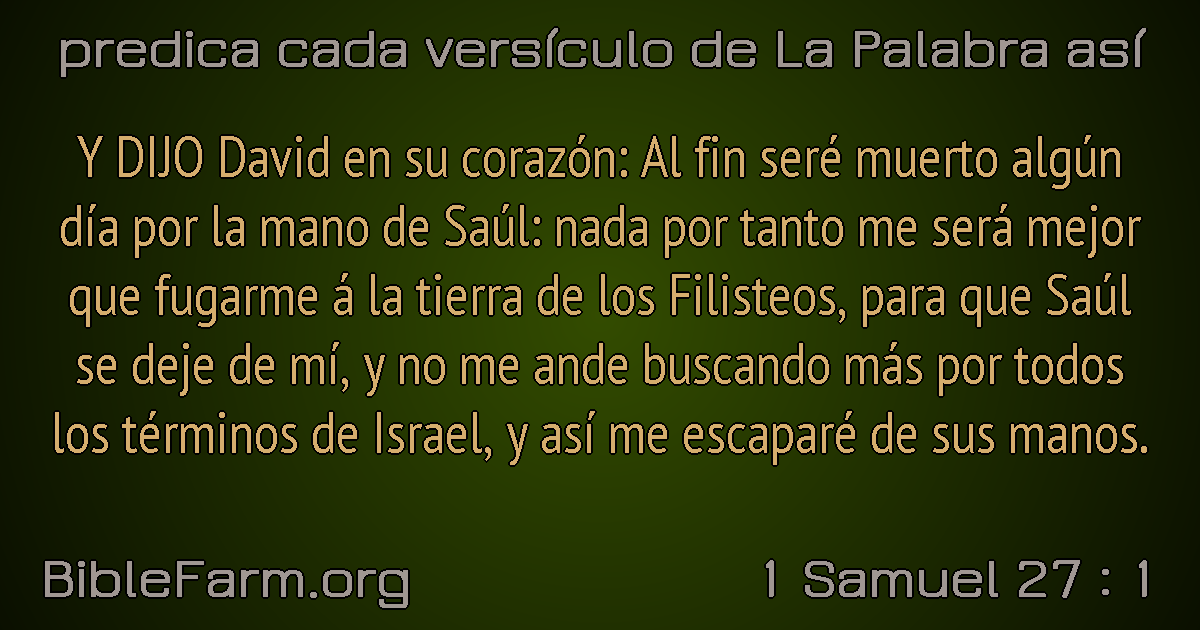 predica cada versículo de La Palabra así
Y DIJO David en su corazón: Al fin seré muerto algún
día por la mano de Saúl: nada por tanto me será mejor
que fugarme á la tierra de los Filisteos, para que Saúl
se deje de mí, y no me ande buscando más por todos
los términos de Israel, y así me escaparé de sus manos.
BibleFarm.org
1 Samuel 27 : 1